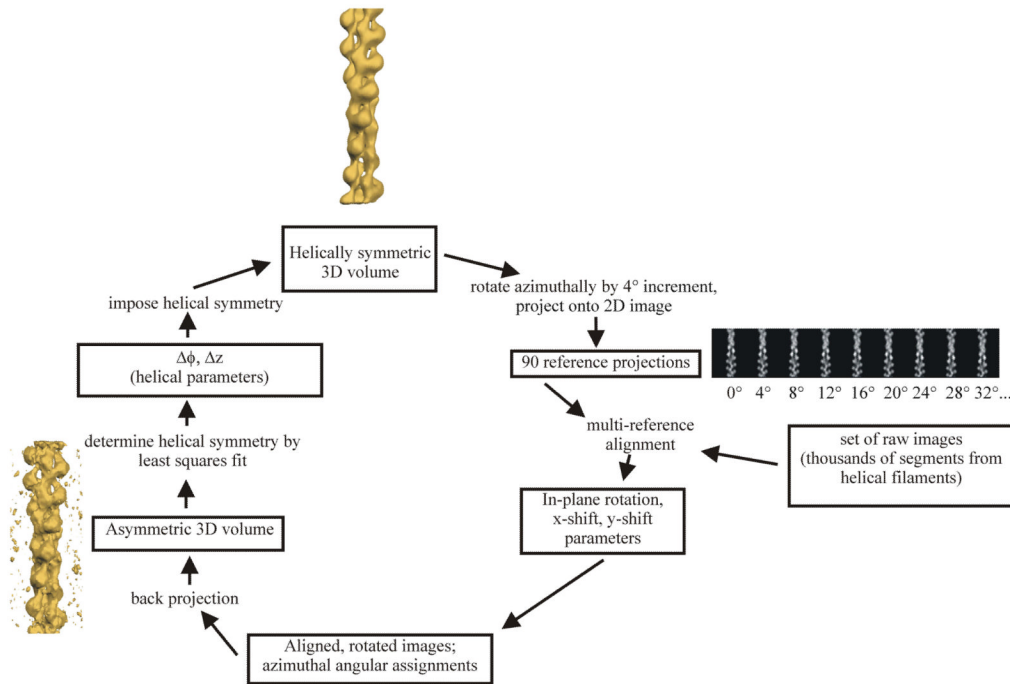 Helically symmetric
3D volume
rotate azimuthally by 4° increment,
project onto 2D image
90 reference projections
0° 4° 8° 12° 16° 20° 24° 28° 32°...
multi-reference
alignment
set of raw images
(thousands of segments from
helical filaments)
In-plane rotation,
x-shift, y-shift
parameters
Aligned, rotated images;
azimuthal angular assignments
back projection
Asymmetric 3D volume
determine helical symmetry by
least squares fit
Δϕ, Δz
(helical parameters)
impose helical symmetry